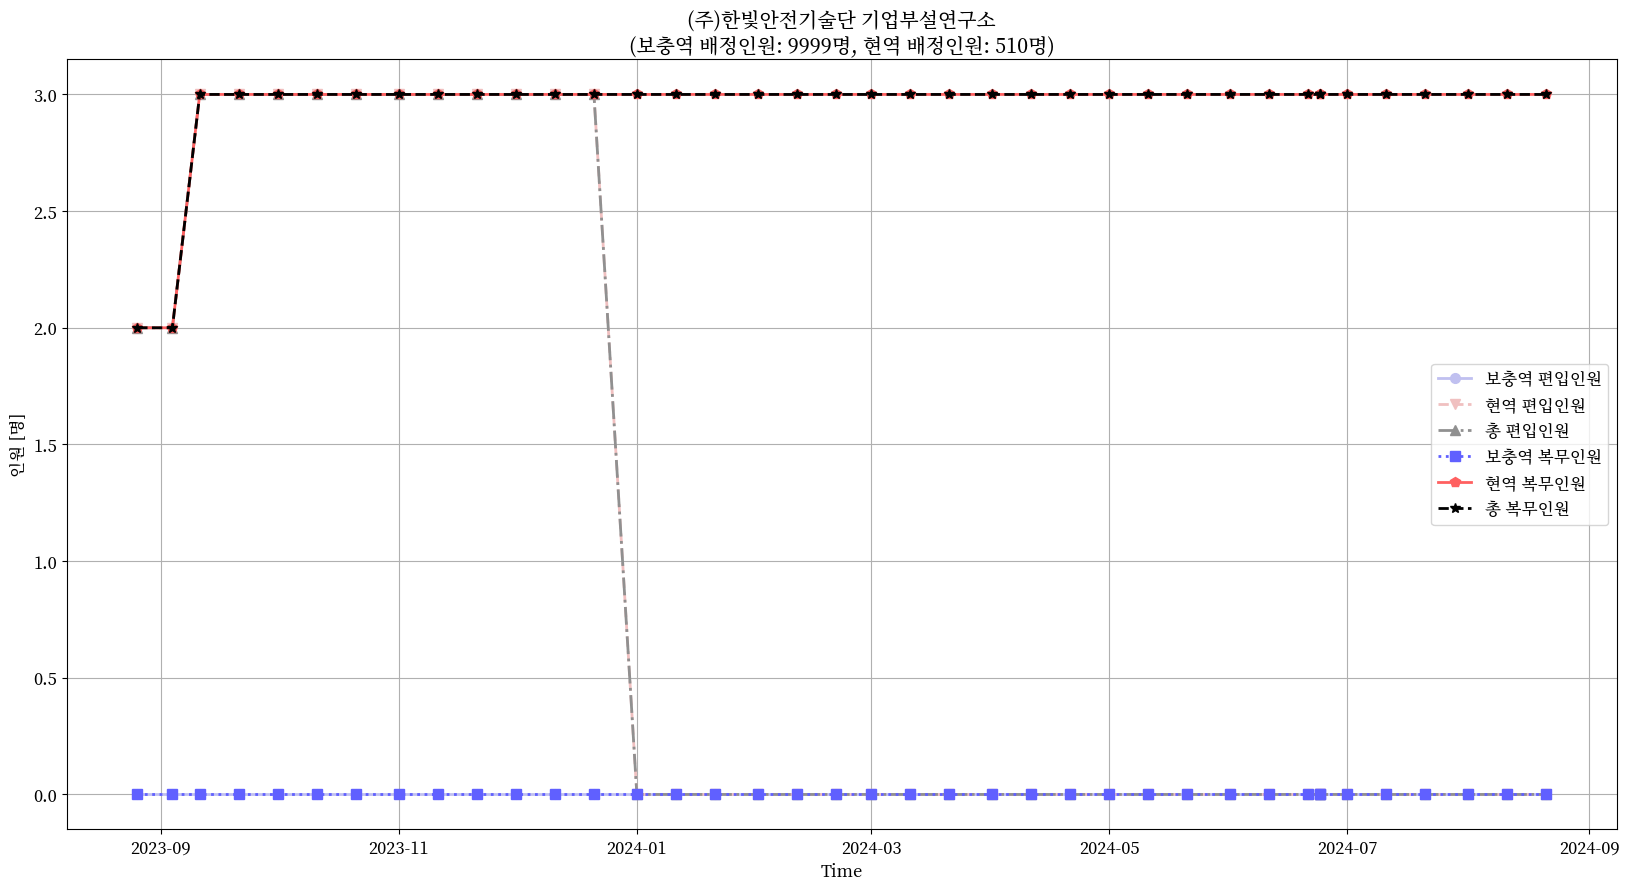 (주)한빛안전기술단 기업부설연구소
(보충역 배정인원: 9999명, 현역 배정인원: 510명)
인원 [명]
3.0
2.5
2.0
1.5
1.0
0.5
0.0
보충역 편입인원
현역 편입인원
총 편입인원
보충역 복무인원
현역 복무인원
총 복무인원
2023-09
2023-11
2024-01
2024-03
2024-05
2024-07
2024-09
Time